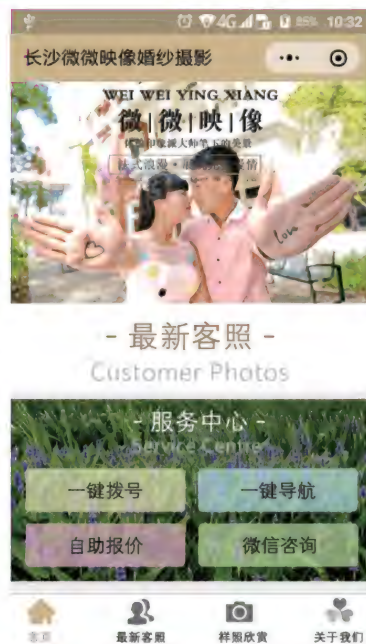 4G 85% 10:32
长沙微微映像婚纱摄影
WEI WEI YING XIANG
微|微|映|像
Love
- 最新客照 -
Customer Photos
- 服务中心 -
Service Centre
一键拨号 一键导航
自助报价 微信咨询
首页 最新客照 样照欣赏 关于我们